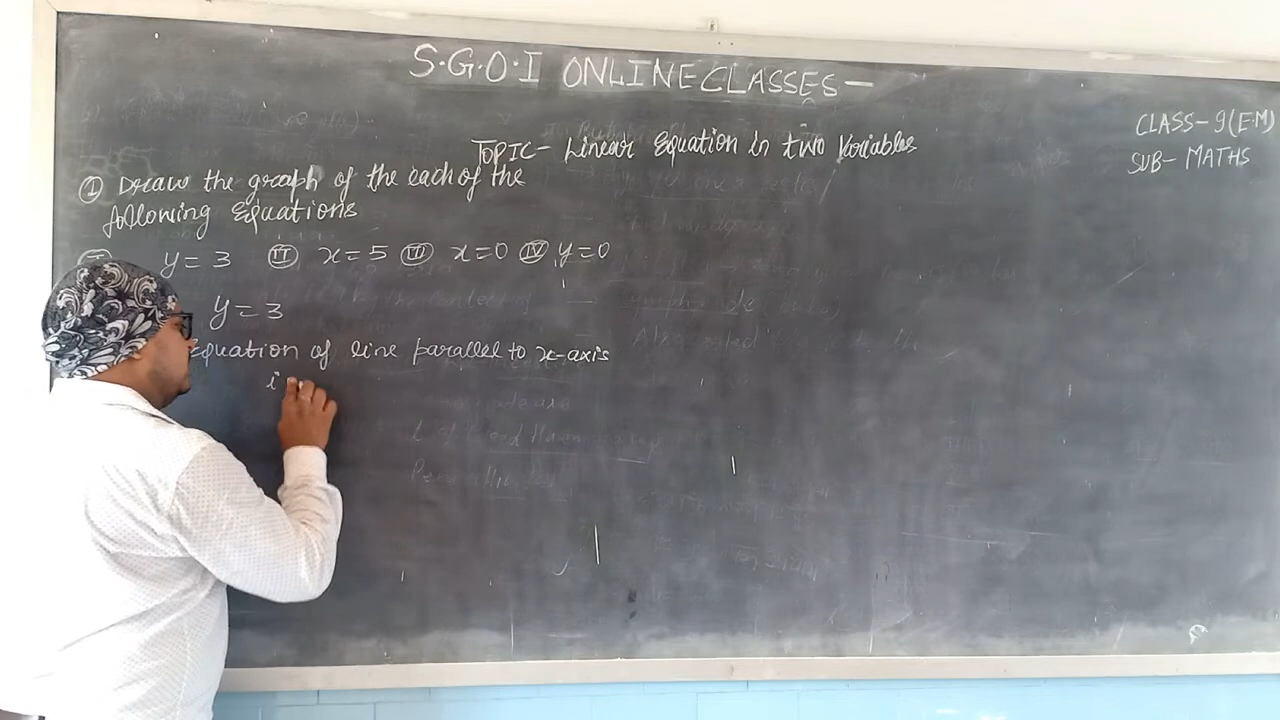 S.G.O.I ONLINE CLASSES-
CLASS-9(E.M)
SUB- MATHS
TOPIC- Linear Equation in two Variables
① Draw the graph of the each of the
following Equations
y=3 Ⅱ x=5 Ⅲ x=0 Ⅳ y=0
y=3
Equation of line parallel to x-axis
i